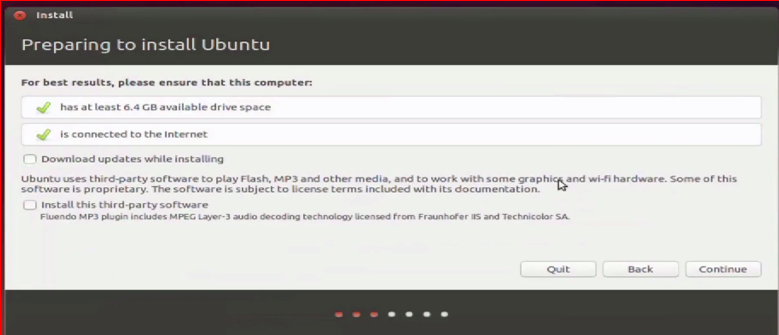 Install
Preparing to install Ubuntu
For best results, please ensure that this computer:
has at least 6.4 GB available drive space
is connected to the Internet
Download updates while installing
Ubuntu uses third-party software to play Flash, MP3 and other media, and to work with some graphics and wi-fi hardware. Some of this
software is proprietary. The software is subject to license terms included with its documentation.
Install this third-party software
Fluendo MP3 plugin includes MPEG Layer-3 audio decoding technology licensed from Fraunhofer IIS and Technicolor SA.
Quit Back Continue